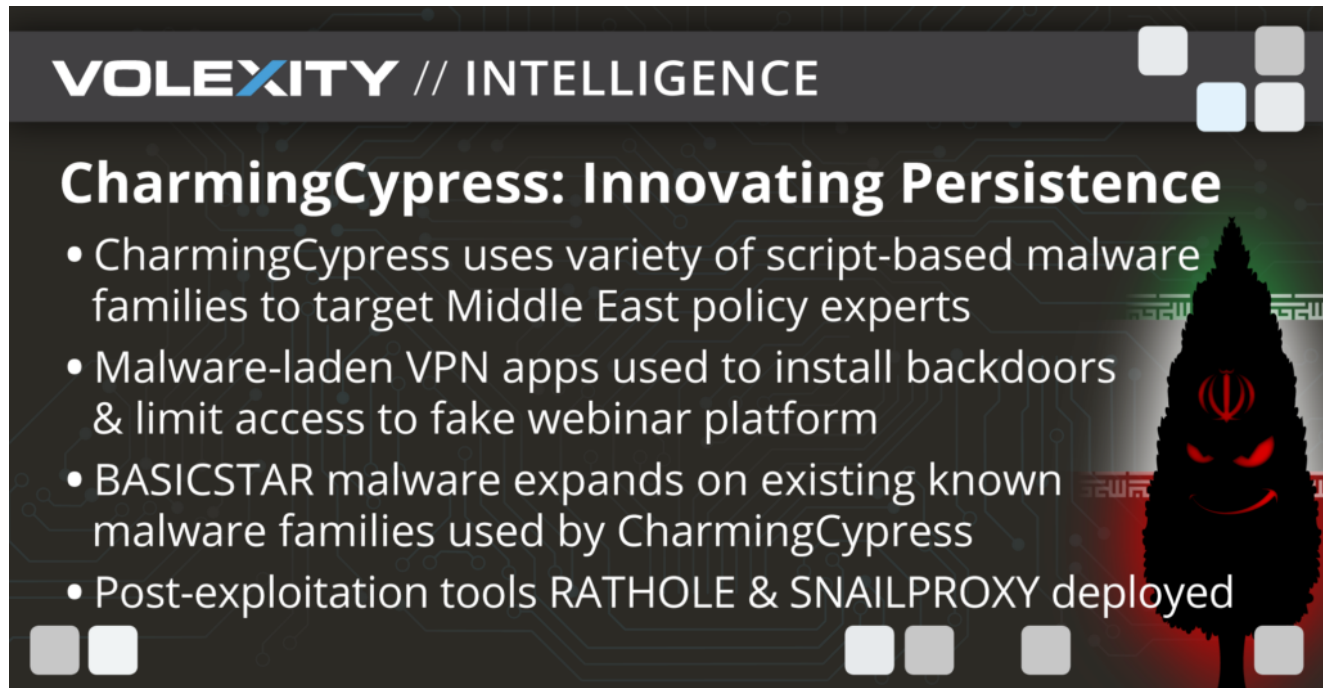 VOLEXITY // INTELLIGENCE
CharmingCypress: Innovating Persistence
• CharmingCypress uses variety of script-based malware
families to target Middle East policy experts
• Malware-laden VPN apps used to install backdoors
& limit access to fake webinar platform
• BASICSTAR malware expands on existing known
malware families used by CharmingCypress
• Post-exploitation tools RATHOLE & SNAILPROXY deployed